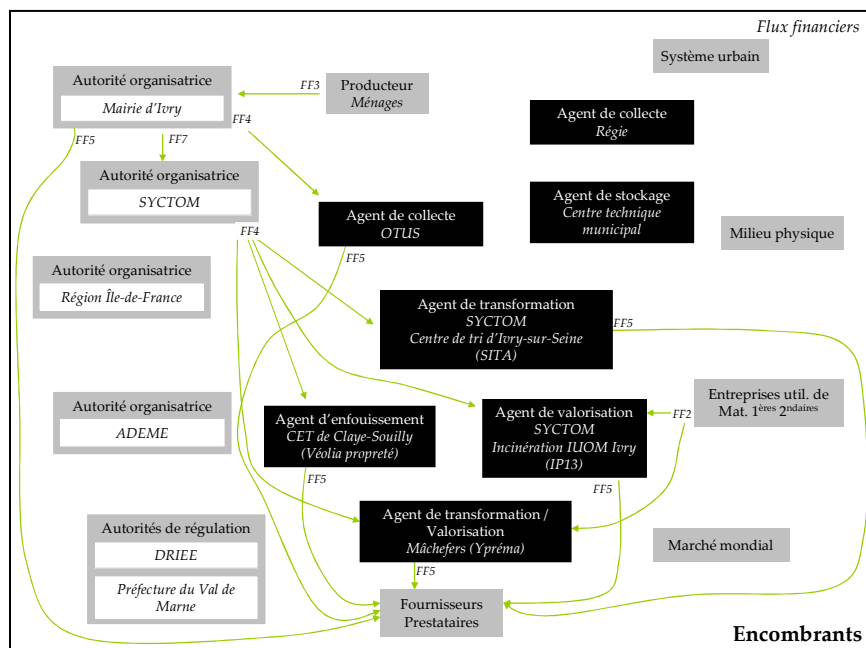 Flux financiers
Système urbain
Autorité organisatrice
Mairie d'Ivry
FF3
Producteur
Ménages
FF5
FF7
FF4
Agent de collecte
Régie
Autorité organisatrice
SYCTOM
FF4
Agent de collecte
OTUS
FF5
Agent de stockage
Centre technique
municipal
Milieu physique
Autorité organisatrice
Région Île-de-France
Agent de transformation
SYCTOM
Centre de tri d'Ivry-sur-Seine
(SITA)
FF5
Autorité organisatrice
ADEME
Agent d'enfouissement
CET de Claye-Souilly
(Véolia propreté)
FF5
Agent de valorisation
SYCTOM
Incinération IUOM Ivry
(IP13)
FF5
FF2
Entreprises util. de
Mat. 1ères 2ndaires
Autorités de régulation
DRIEE
Préfecture du Val de
Marne
Agent de transformation /
Valorisation
Mâchefers (Ypréma)
FF5
Marché mondial
Fournisseurs
Prestataires
Encombrants